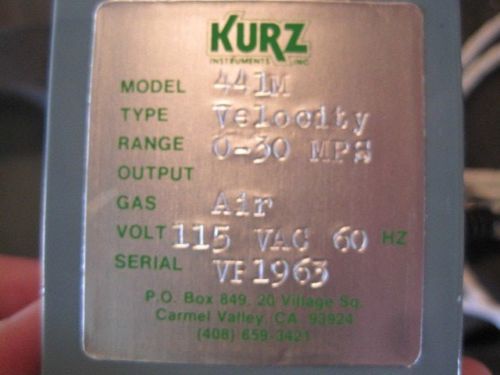 KURZ
INSTRUMENTS INC
MODEL 441M
TYPE Velocity
RANGE 0-30 MPS
OUTPUT
GAS Air
VOLT 115 VAC 60 HZ
SERIAL VP1963
P.O. Box 849, 20 Village Sq.
Carmel Valley, CA. 93924
(408) 659-3421